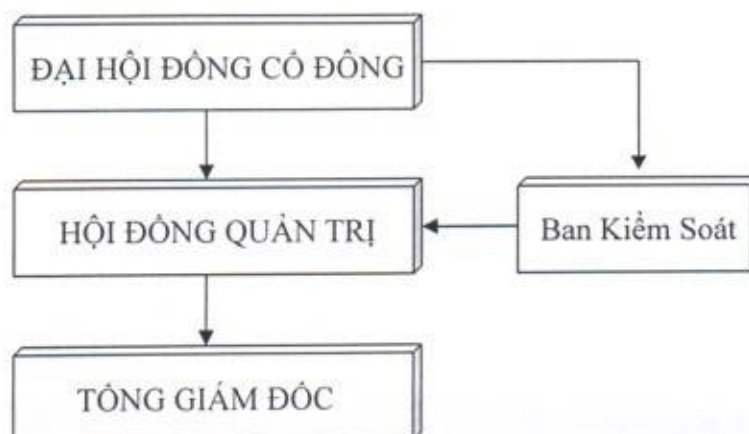 ĐẠI HỘI ĐỒNG CỔ ĐÔNG
HỘI ĐỒNG QUẢN TRỊ
Ban Kiểm Soát
TỔNG GIÁM ĐỐC